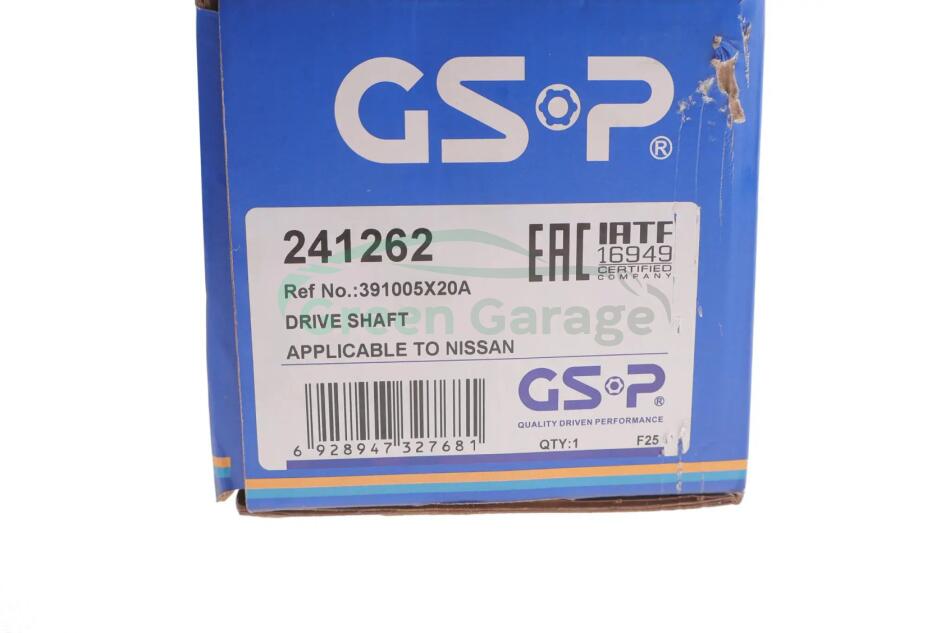 GSP®
241262
EAC
IATF
16949
CERTIFIED
COMPANY
Ref No.:391005X20A
Green Garage
DRIVE SHAFT
APPLICABLE TO NISSAN
GSP®
QUALITY DRIVEN PERFORMANCE
6 928947 327681
QTY:1
F25